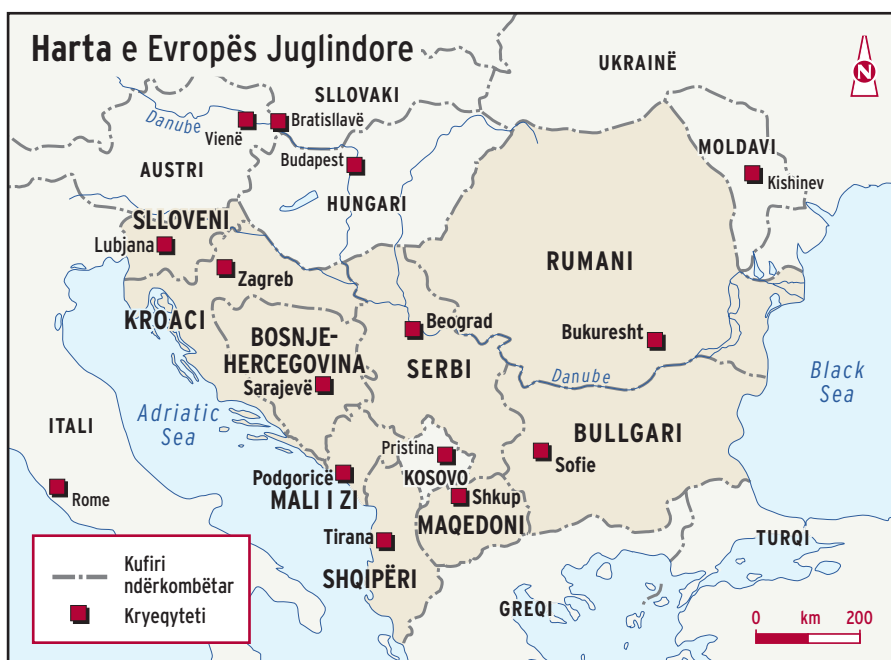 Harta e Evropës Juglindore
UKRAINË
N
SLLOVAKI
Danube
Vienë
Bratisllavë
MOLDAVI
Budapest
Kishinev
AUSTRI
HUNGARI
SLLOVENI
Lubjana
RUMANI
Zagreb
KROACI
BOSNJE-
HERCEGOVINA
Beograd
Bukuresht
SERBI
Sarajevë
Danube
Black
Sea
Adriatic
Sea
ITALI
BULLGARI
Pristina
Sofie
KOSOVO
Podgoricë
MALI I ZI
Shkup
Rome
MAQEDONI
Tirana
TURQI
SHQIPËRI
GREQI
Kufiri
ndërkombëtar
Kryeqyteti
0 km 200